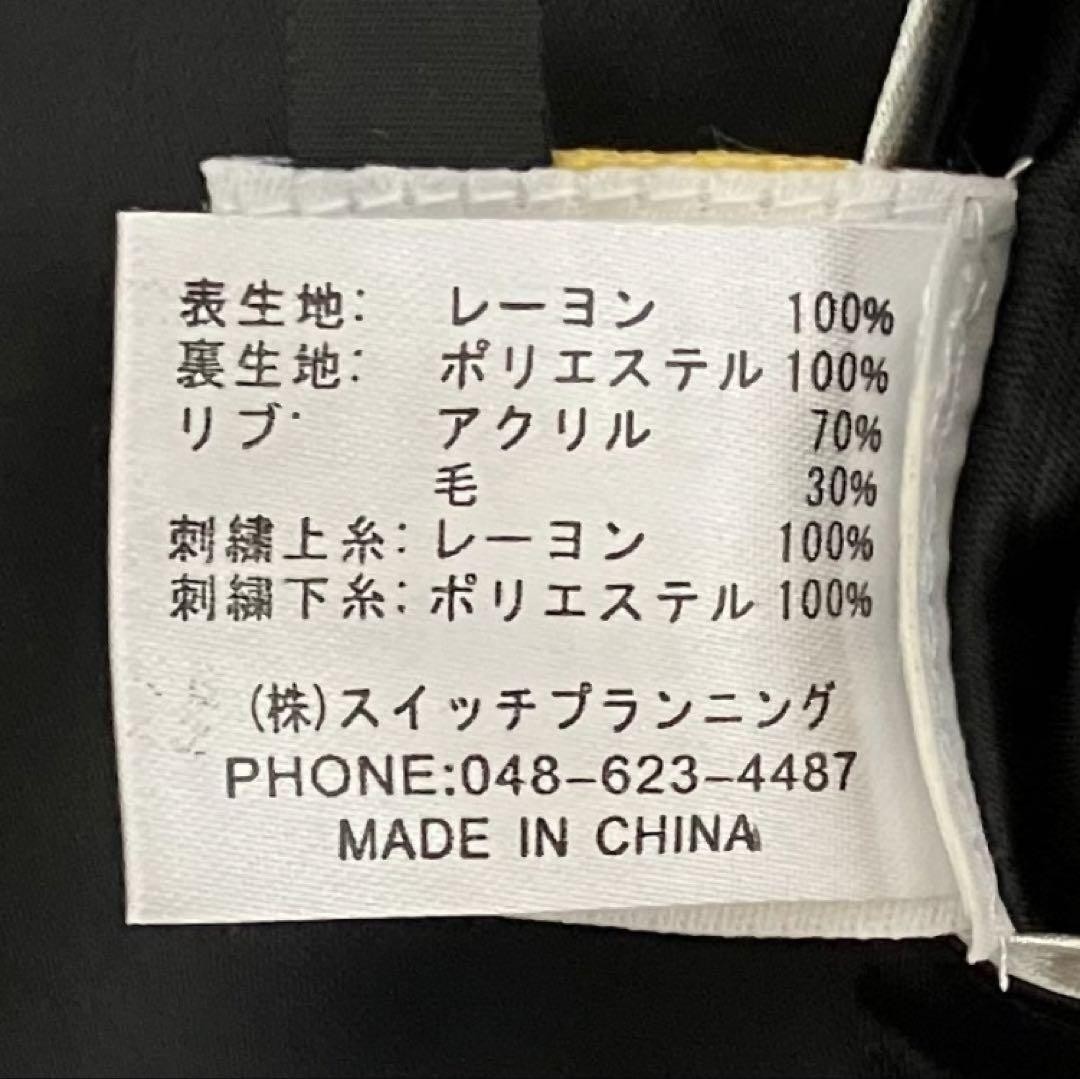 表生地: レーヨン 100%
裏生地: ポリエステル 100%
リブ: アクリル 70%
毛 30%
刺繍上糸: レーヨン 100%
刺繍下糸: ポリエステル 100%
(株)スイッチプランニング
PHONE:048-623-4487
MADE IN CHINA